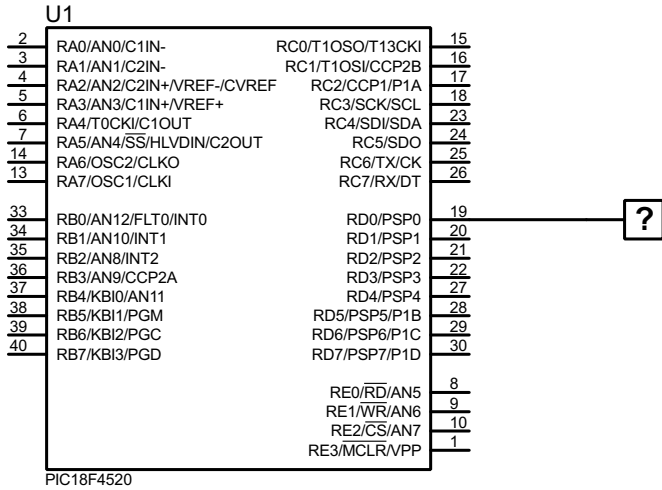 U1
2 RA0/AN0/C1IN- RC0/T1OSO/T13CKI 15
3 RA1/AN1/C2IN- RC1/T1OSI/CCP2B 16
4 RA2/AN2/C2IN+/VREF-/CVREF RC2/CCP1/P1A 17
5 RA3/AN3/C1IN+/VREF+ RC3/SCK/SCL 18
6 RA4/T0CKI/C1OUT RC4/SDI/SDA 23
7 RA5/AN4/SS/HLVDIN/C2OUT RC5/SDO 24
14 RA6/OSC2/CLKO RC6/TX/CK 25
13 RA7/OSC1/CLKI RC7/RX/DT 26
33 RB0/AN12/FLT0/INT0 RD0/PSP0 19 ?
34 RB1/AN10/INT1 RD1/PSP1 20
35 RB2/AN8/INT2 RD2/PSP2 21
36 RB3/AN9/CCP2A RD3/PSP3 22
37 RB4/KBI0/AN11 RD4/PSP4 27
38 RB5/KBI1/PGM RD5/PSP5/P1B 28
39 RB6/KBI2/PGC RD6/PSP6/P1C 29
40 RB7/KBI3/PGD RD7/PSP7/P1D 30
RE0/RD/AN5 8
RE1/WR/AN6 9
RE2/CS/AN7 10
RE3/MCLR/VPP 1
PIC18F4520